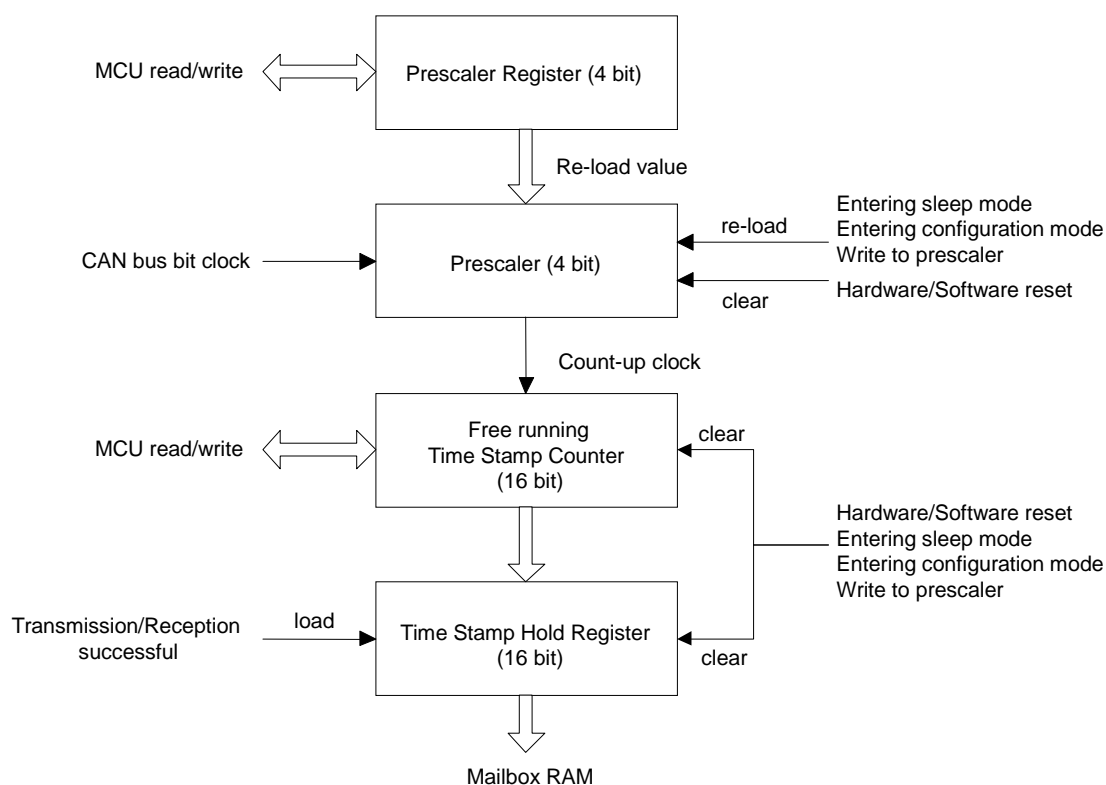 MCU read/write
Prescaler Register (4 bit)
Re-load value
CAN bus bit clock
Prescaler (4 bit)
re-load
Entering sleep mode
Entering configuration mode
Write to prescaler
clear
Hardware/Software reset
Count-up clock
MCU read/write
Free running
Time Stamp Counter
(16 bit)
clear
Hardware/Software reset
Entering sleep mode
Entering configuration mode
Write to prescaler
Transmission/Reception
successful
load
Time Stamp Hold Register
(16 bit)
clear
Mailbox RAM